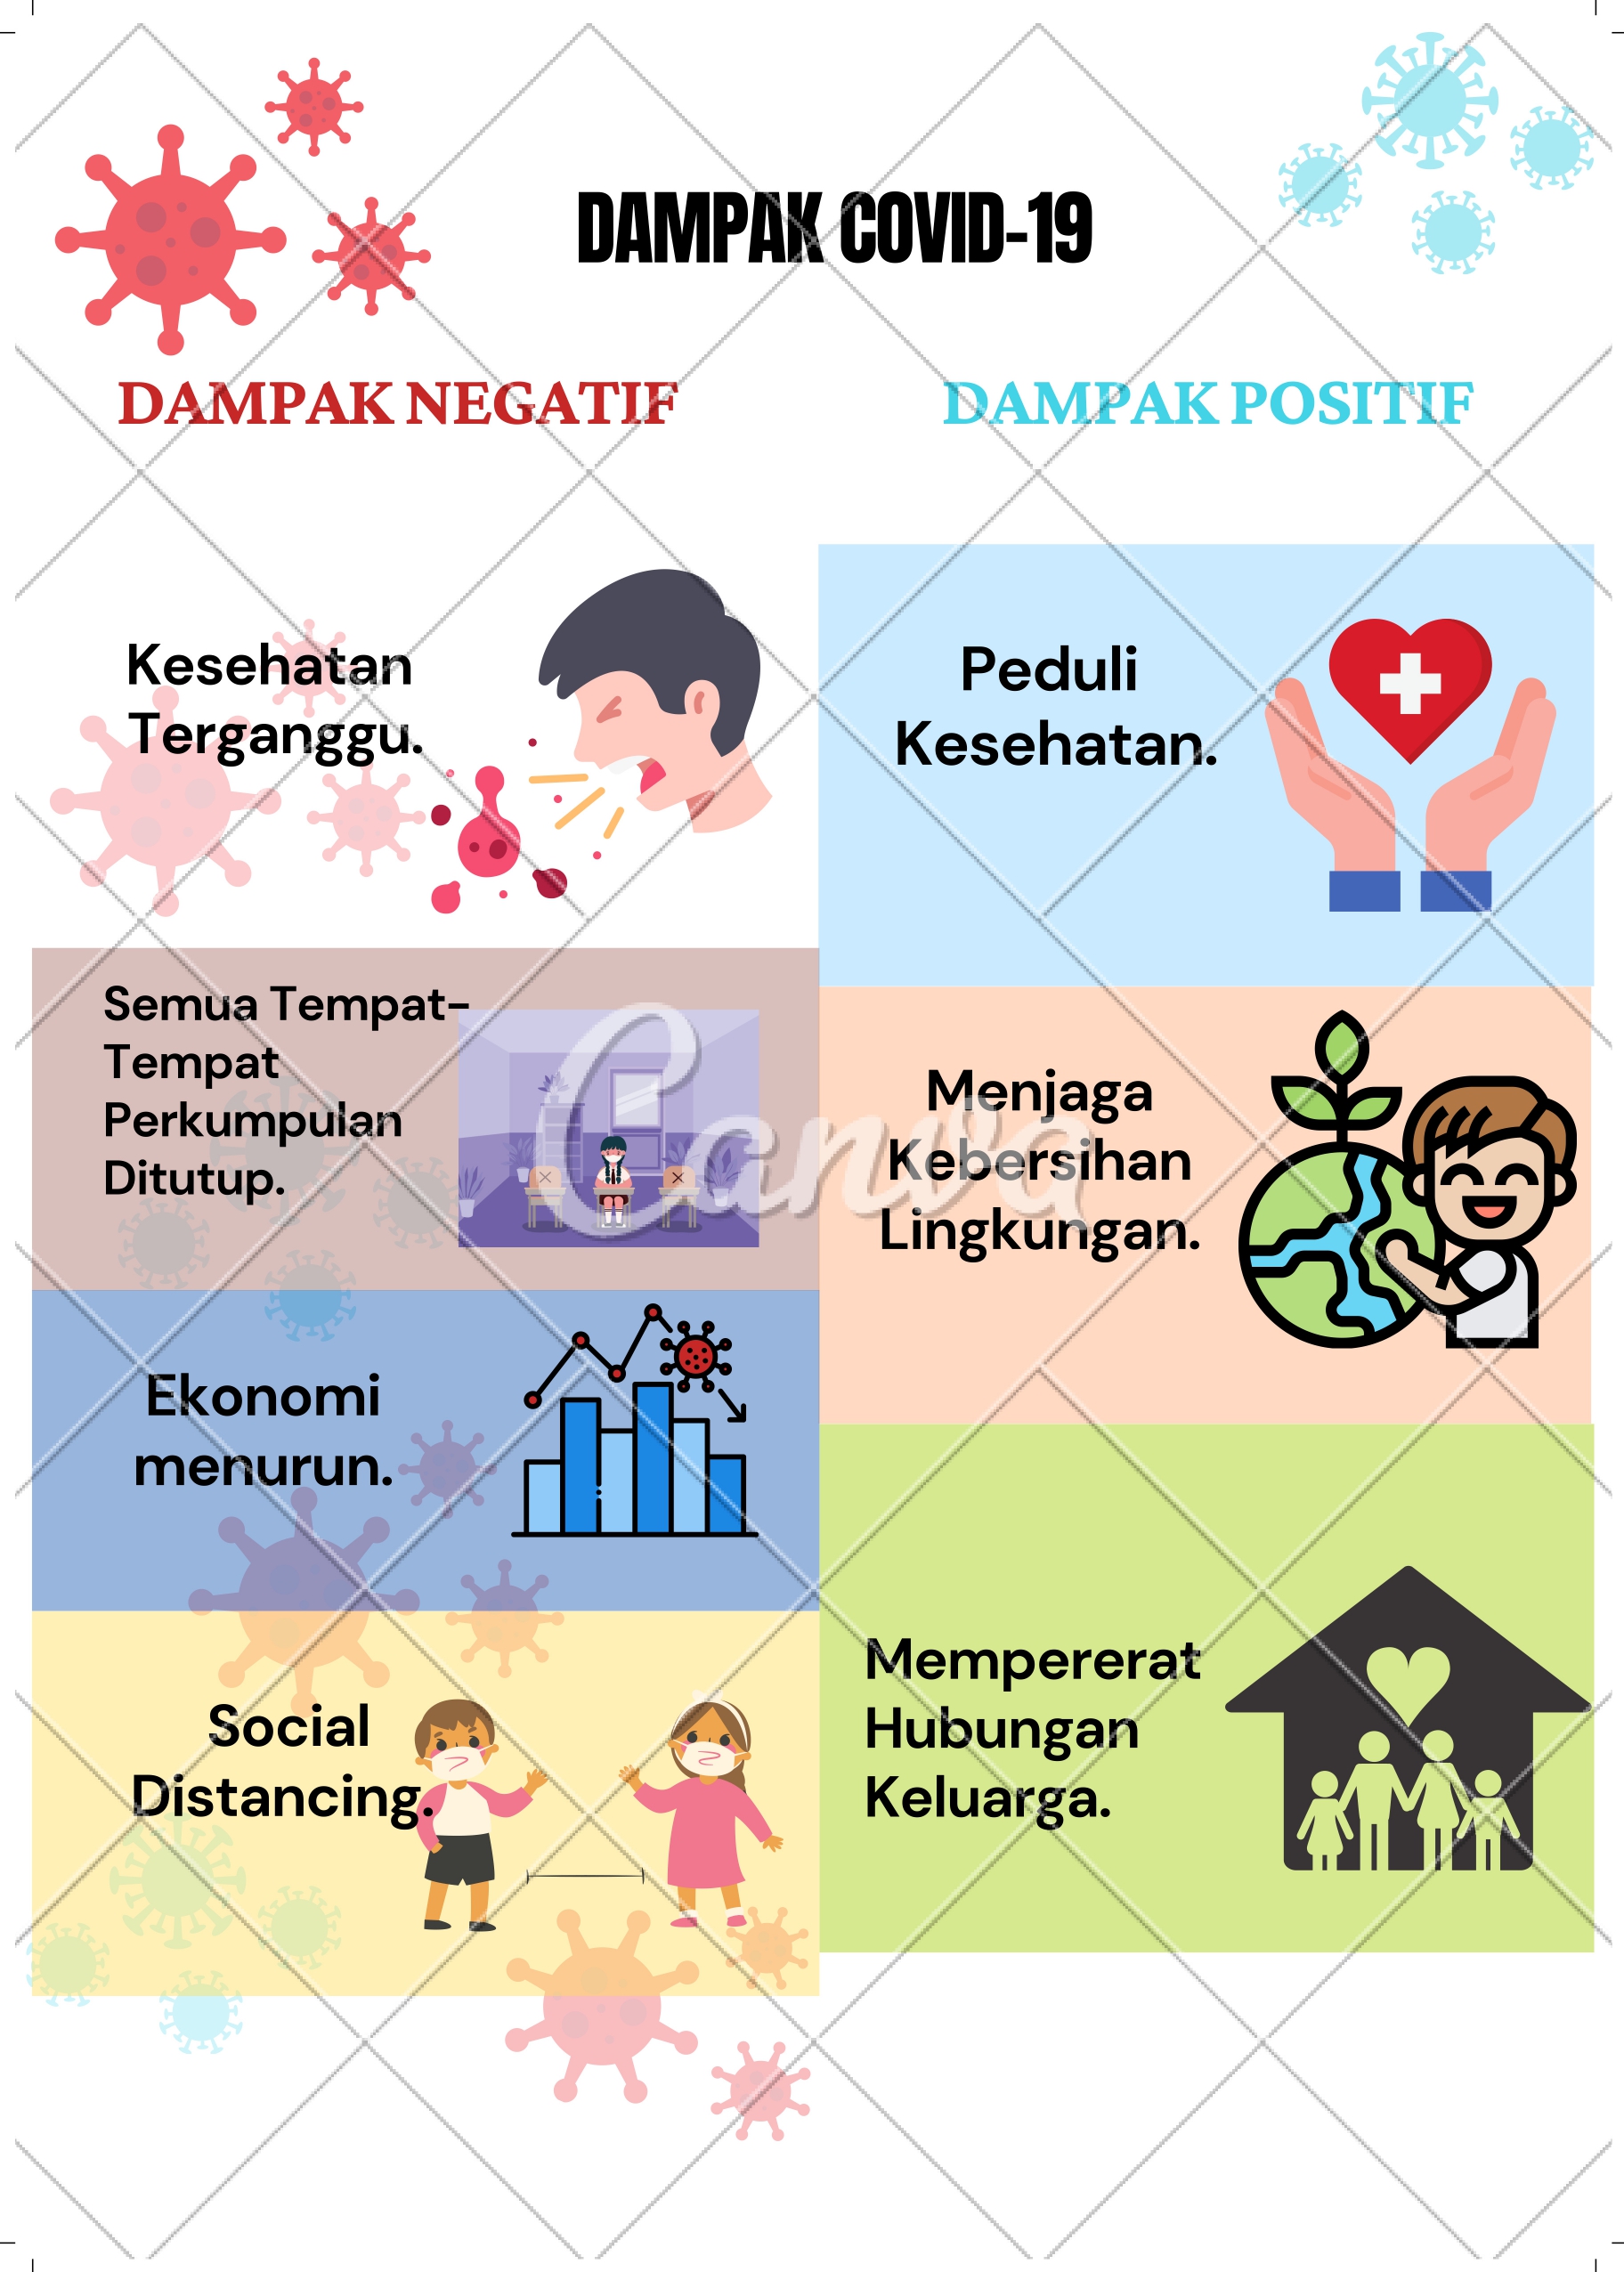 DAMPAK COVID-19
DAMPAK NEGATIF
Kesehatan
Terganggu.
Semua Tempat-
Tempat
Perkumpulan
Ditutup.
Ekonomi
menurun.
Social
Distancing.
DAMPAK POSITIF
Peduli
Kesehatan.
Menjaga
Kebersihan
Lingkungan.
Mempererat
Hubungan
Keluarga.
Canva